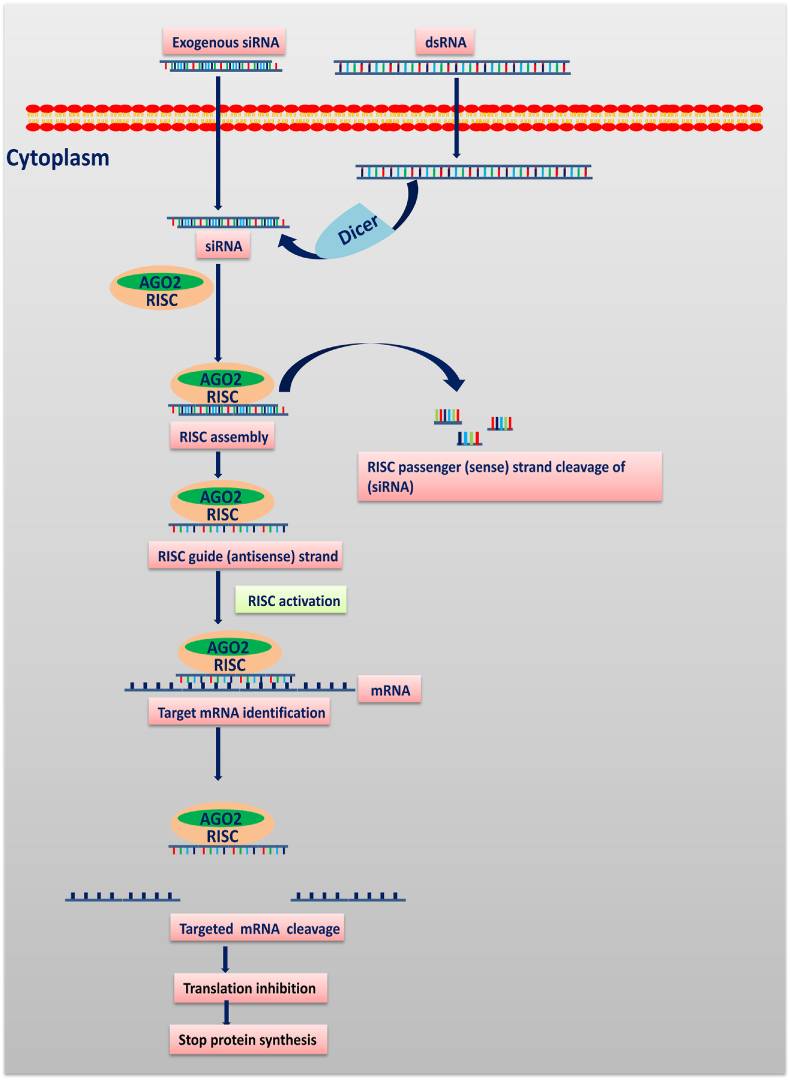 Exogenous siRNA
dsRNA
Cytoplasm
Dicer
siRNA
AGO2
RISC
AGO2
RISC
RISC assembly
RISC passenger (sense) strand cleavage of
(siRNA)
AGO2
RISC
RISC guide (antisense) strand
RISC activation
AGO2
RISC
mRNA
Target mRNA identification
AGO2
RISC
Targeted mRNA cleavage
Translation inhibition
Stop protein synthesis